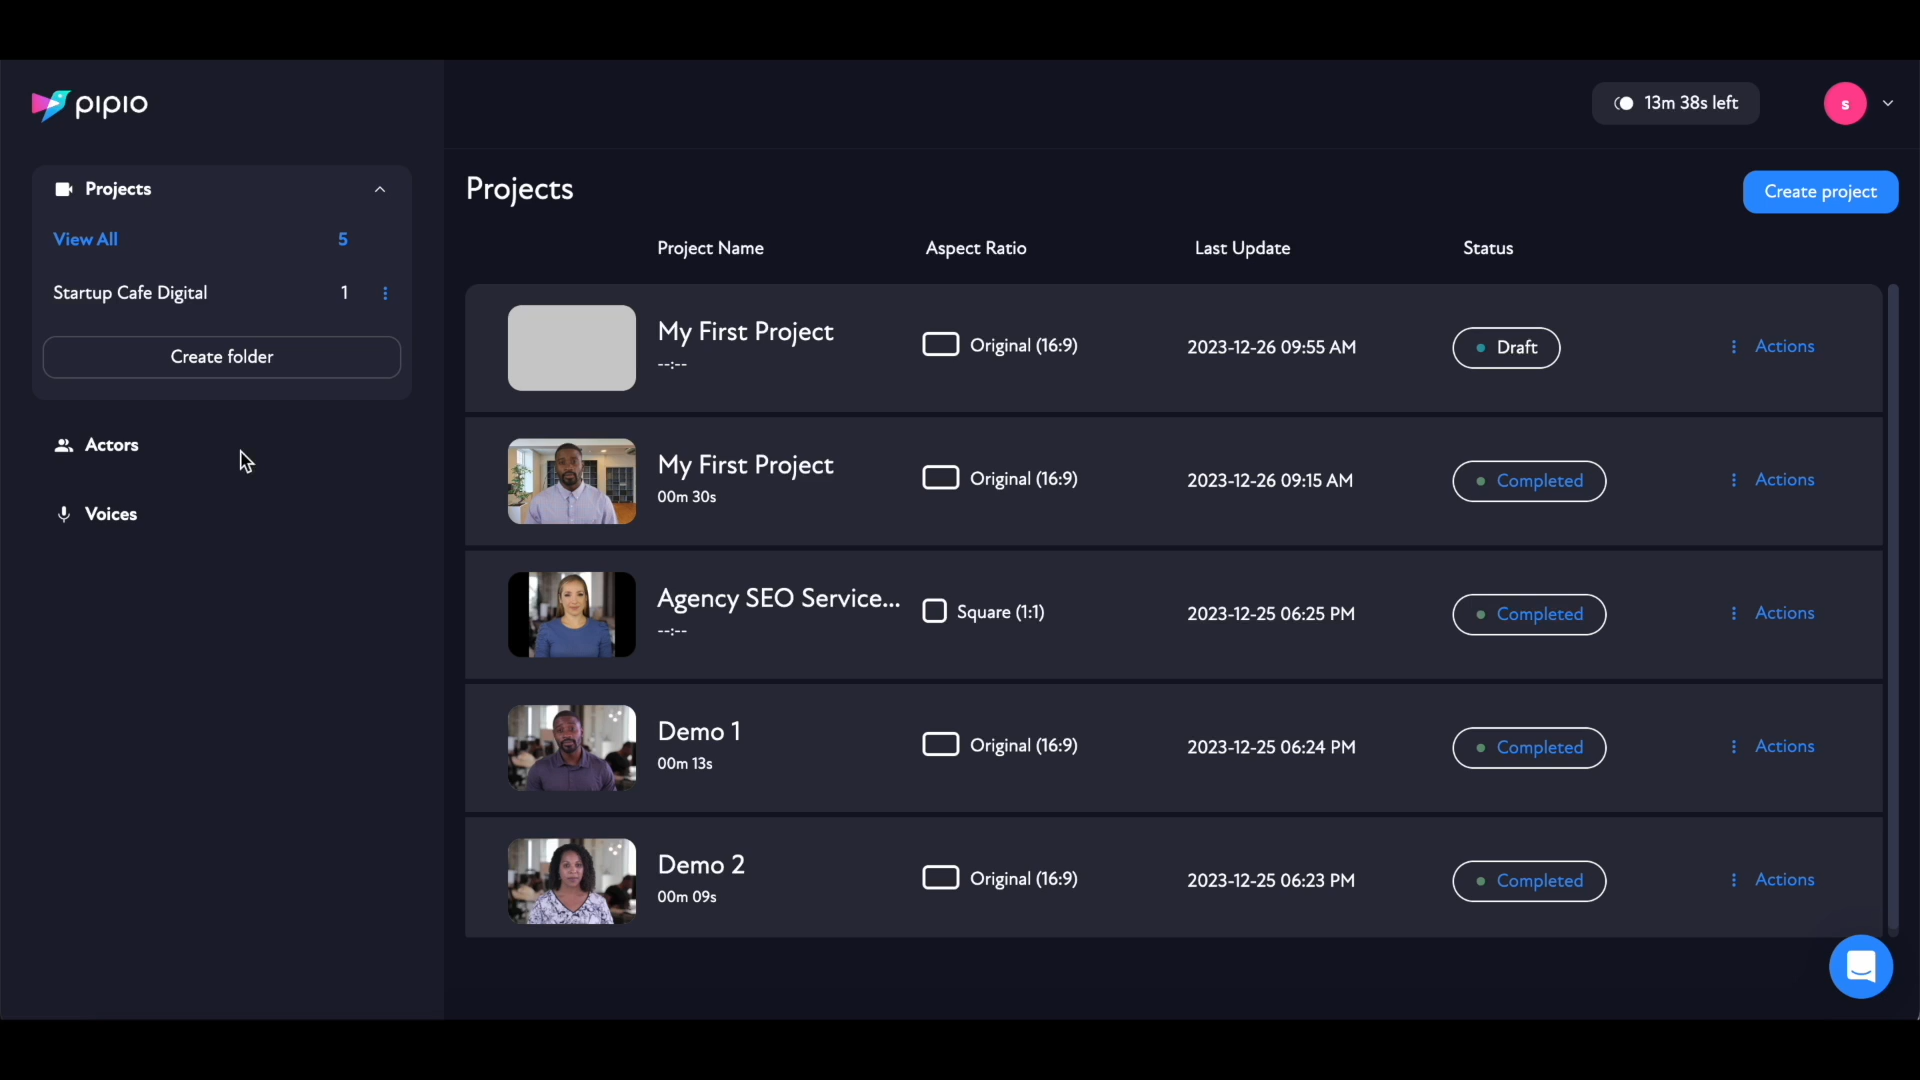 pipio
13m 38s left
s
Projects
View All 5
Startup Cafe Digital 1
Create folder
Actors
Voices
Projects
Create project
Project Name Aspect Ratio Last Update Status
My First Project
--:--
Original (16:9) 2023-12-26 09:55 AM Draft Actions
My First Project
00m 30s
Original (16:9) 2023-12-26 09:15 AM Completed Actions
Agency SEO Service...
--:--
Square (1:1) 2023-12-25 06:25 PM Completed Actions
Demo 1
00m 13s
Original (16:9) 2023-12-25 06:24 PM Completed Actions
Demo 2
00m 09s
Original (16:9) 2023-12-25 06:23 PM Completed Actions